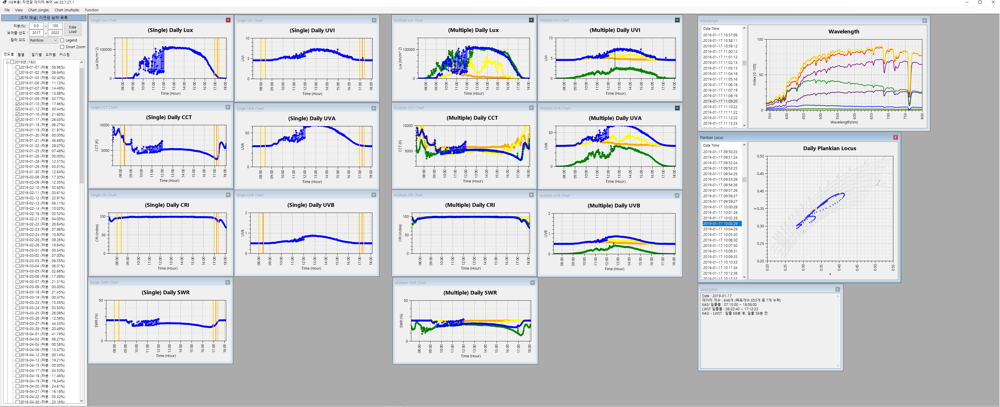 (내부용) 자연광 데이터 뷰어 ver.22.7.27.1
File View Chart (single) Chart (multiple) Function
(조작 패널) 자연광 날짜 목록
차분(%) : 0.0 ~ 100
Date Load
보여줄 년도 : 2017 ~ 2022
컬러 모드 : Rainbow Legend
Smart Zoom
연도별 월별 절기별 오차별 커스텀
2019년 (182)
2019-01-01 (차분 : 58.96%)
2019-01-02 (차분 : 08.94%)
2019-01-03 (차분 : 02.40%)
2019-01-06 (차분 : 11.13%)
2019-01-07 (차분 : 14.48%)
2019-01-08 (차분 : 13.88%)
2019-01-09 (차분 : 32.77%)
2019-01-10 (차분 : 17.96%)
2019-01-12 (차분 : 30.44%)
2019-01-16 (차분 : 21.60%)
2019-01-17 (차분 : 26.43%)
2019-01-18 (차분 : 06.27%)
2019-01-19 (차분 : 21.97%)
2019-01-20 (차분 : 00.00%)
2019-01-21 (차분 : 46.68%)
2019-01-23 (차분 : 28.07%)
2019-01-25 (차분 : 07.48%)
2019-01-26 (차분 : 00.00%)
2019-01-28 (차분 : 12.31%)
2019-01-29 (차분 : 03.01%)
2019-01-30 (차분 : 12.64%)
2019-02-08 (차분 : 17.30%)
2019-02-09 (차분 : 12.35%)
2019-02-10 (차분 : 03.60%)
2019-02-11 (차분 : 03.61%)
2019-02-12 (차분 : 22.91%)
2019-02-13 (차분 : 06.11%)
2019-02-14 (차분 : 10.02%)
2019-02-18 (차분 : 03.52%)
2019-02-21 (차분 : 04.00%)
2019-02-22 (차분 : 26.64%)
2019-02-23 (차분 : 07.96%)
2019-02-24 (차분 : 10.90%)
2019-02-26 (차분 : 09.26%)
2019-02-28 (차분 : 16.64%)
2019-03-01 (차분 : 00.34%)
2019-03-02 (차분 : 07.00%)
2019-03-03 (차분 : 06.55%)
2019-03-04 (차분 : 06.01%)
2019-03-05 (차분 : 02.66%)
2019-03-06 (차분 : 17.08%)
2019-03-07 (차분 : 21.31%)
2019-03-08 (차분 : 00.00%)
2019-03-18 (차분 : 21.45%)
2019-03-19 (차분 : 00.47%)
2019-03-22 (차분 : 15.35%)
2019-03-24 (차분 : 03.93%)
2019-03-25 (차분 : 26.08%)
2019-03-26 (차분 : 12.58%)
2019-03-27 (차분 : 44.33%)
2019-03-28 (차분 : 20.49%)
2019-04-01 (차분 : 41.19%)
2019-04-02 (차분 : 06.27%)
2019-04-04 (차분 : 00.58%)
2019-04-08 (차분 : 13.47%)
2019-04-12 (차분 : 00.14%)
2019-04-13 (차분 : 19.21%)
2019-04-15 (차분 : 00.00%)
2019-04-17 (차분 : 04.53%)
2019-04-18 (차분 : 11.46%)
2019-04-19 (차분 : 19.34%)
2019-04-20 (차분 : 24.61%)
2019-04-21 (차분 : 16.18%)
2019-04-22 (차분 : 05.32%)
2019-04-30 (차분 : 23.16%)
Single Lux Chart
(Single) Daily Lux
Lux (lm/m^2)
100000
0
08:00 09:00 10:00 11:00 12:00 13:00 14:00 15:00 16:00 17:00 18:00
Time (Hour)
Single UVI Chart
(Single) Daily UVI
UVI
10
5
0
08:00 09:00 10:00 11:00 12:00 13:00 14:00 15:00 16:00 17:00 18:00
Time (Hour)
Single CCT Chart
(Single) Daily CCT
CCT (K)
10000
5000
08:00 09:00 10:00 11:00 12:00 13:00 14:00 15:00 16:00 17:00 18:00
Time (Hour)
Single UVA Chart
(Single) Daily UVA
UVA
50
0
08:00 09:00 10:00 11:00 12:00 13:00 14:00 15:00 16:00 17:00 18:00
Time (Hour)
Single CRI Chart
(Single) Daily CRI
CRI (index)
100
50
0
08:00 09:00 10:00 11:00 12:00 13:00 14:00 15:00 16:00 17:00 18:00
Time (Hour)
Single UVB Chart
(Single) Daily UVB
UVB
2
1
0
08:00 09:00 10:00 11:00 12:00 13:00 14:00 15:00 16:00 17:00 18:00
Time (Hour)
Single SWR Chart
(Single) Daily SWR
SWR (%)
50
0
08:00 09:00 10:00 11:00 12:00 13:00 14:00 15:00 16:00 17:00 18:00
Time (Hour)
Multiple Lux Chart
(Multiple) Daily Lux
Lux (lm/m^2)
100000
0
08:00 09:00 10:00 11:00 12:00 13:00 14:00 15:00 16:00 17:00 18:00
Time (Hour)
Multiple UVI Chart
(Multiple) Daily UVI
UVI
10
5
0
08:00 09:00 10:00 11:00 12:00 13:00 14:00 15:00 16:00 17:00 18:00
Time (Hour)
Multiple CCT Chart
(Multiple) Daily CCT
CCT (K)
10000
5000
08:00 09:00 10:00 11:00 12:00 13:00 14:00 15:00 16:00 17:00 18:00
Time (Hour)
Multiple UVA Chart
(Multiple) Daily UVA
UVA
50
0
08:00 09:00 10:00 11:00 12:00 13:00 14:00 15:00 16:00 17:00 18:00
Time (Hour)
Multiple CRI Chart
(Multiple) Daily CRI
CRI (index)
100
50
0
08:00 09:00 10:00 11:00 12:00 13:00 14:00 15:00 16:00 17:00 18:00
Time (Hour)
Multiple UVB Chart
(Multiple) Daily UVB
UVB
2
1
0
08:00 09:00 10:00 11:00 12:00 13:00 14:00 15:00 16:00 17:00 18:00
Time (Hour)
Multiple SWR Chart
(Multiple) Daily SWR
SWR (%)
50
0
08:00 09:00 10:00 11:00 12:00 13:00 14:00 15:00 16:00 17:00 18:00
Time (Hour)
Wavelength
Date Time
2019-01-17 10:57:09
2019-01-17 10:58:11
2019-01-17 10:59:12
2019-01-17 11:00:12
2019-01-17 11:01:12
2019-01-17 11:02:13
2019-01-17 11:03:13
2019-01-17 11:04:16
2019-01-17 11:05:16
2019-01-17 11:06:18
2019-01-17 11:07:19
2019-01-17 11:08:19
2019-01-17 11:09:20
2019-01-17 11:10:22
2019-01-17 11:11:22
2019-01-17 11:12:22
2019-01-17 11:13:23
Wavelength
Index [0-100]
100
50
0
350 400 450 500 550 600 650 700 750 800
Wavelength(nm)
Plankian Locus
Date Time
2019-01-17 09:50:23
2019-01-17 09:51:24
2019-01-17 09:52:24
2019-01-17 09:53:25
2019-01-17 09:54:25
2019-01-17 09:55:26
2019-01-17 09:56:26
2019-01-17 09:57:26
2019-01-17 09:58:27
2019-01-17 09:59:27
2019-01-17 10:00:28
2019-01-17 10:01:28
2019-01-17 10:02:28
2019-01-17 10:03:29
2019-01-17 10:04:29
2019-01-17 10:05:30
2019-01-17 10:06:30
2019-01-17 10:07:30
2019-01-17 10:08:31
2019-01-17 10:09:33
2019-01-17 10:10:33
2019-01-17 10:11:34
2019-01-17 10:12:36
2019-01-17 10:13:37
Daily Plankian Locus
y
0.50
0.45
0.40
0.35
0.30
0.25
0.20
0.20 0.25 0.30 0.35 0.40 0.45 0.50 0.55
x
Description
Date : 2019-01-17
데이터 개수 : 646개 (목표개수 653개 중 7개 누락)
KASI 일출몰 : 07:15:00 ~ 18:08:00
LWST 일출몰 : 08:22:40 ~ 17:12:23
KASI - LWST : 일출 68분 후, 일몰 56분 전